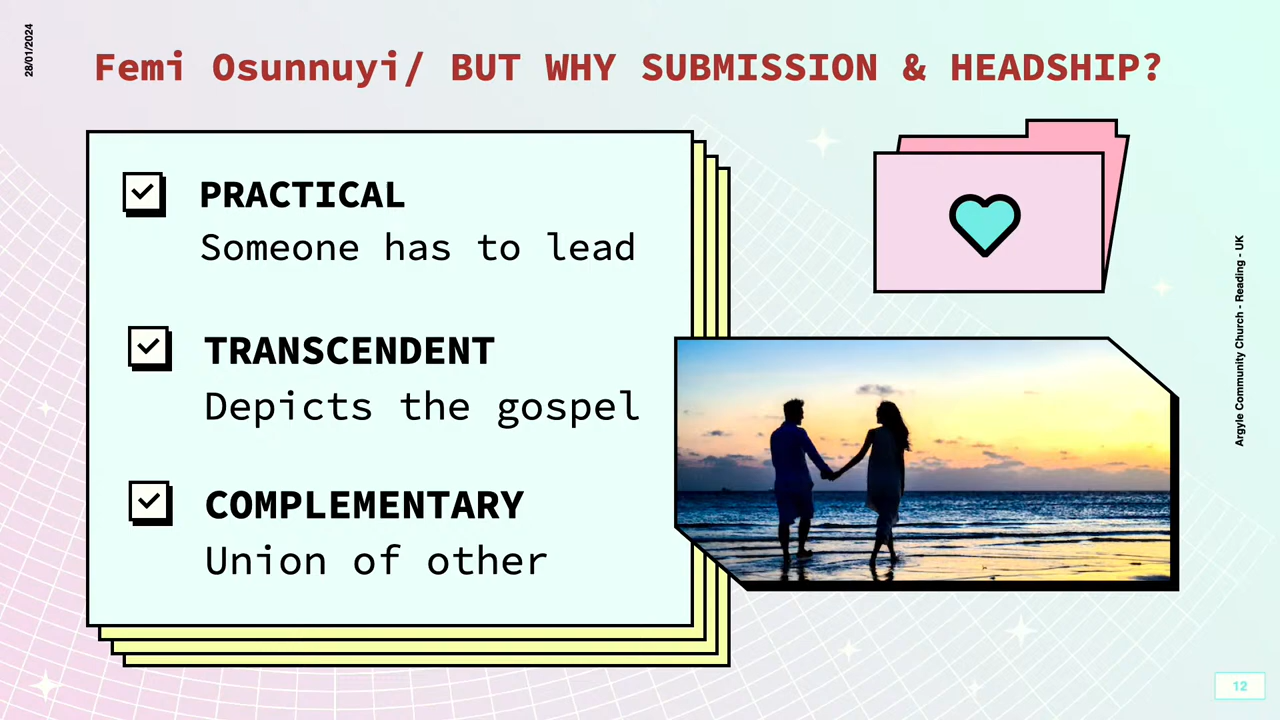 28/01/2024
Femi Osunnuyi/ BUT WHY SUBMISSION & HEADSHIP?
PRACTICAL
Someone has to lead
TRANSCENDENT
Depicts the gospel
COMPLEMENTARY
Union of other
Argyle Community Church - Reading - UK
12